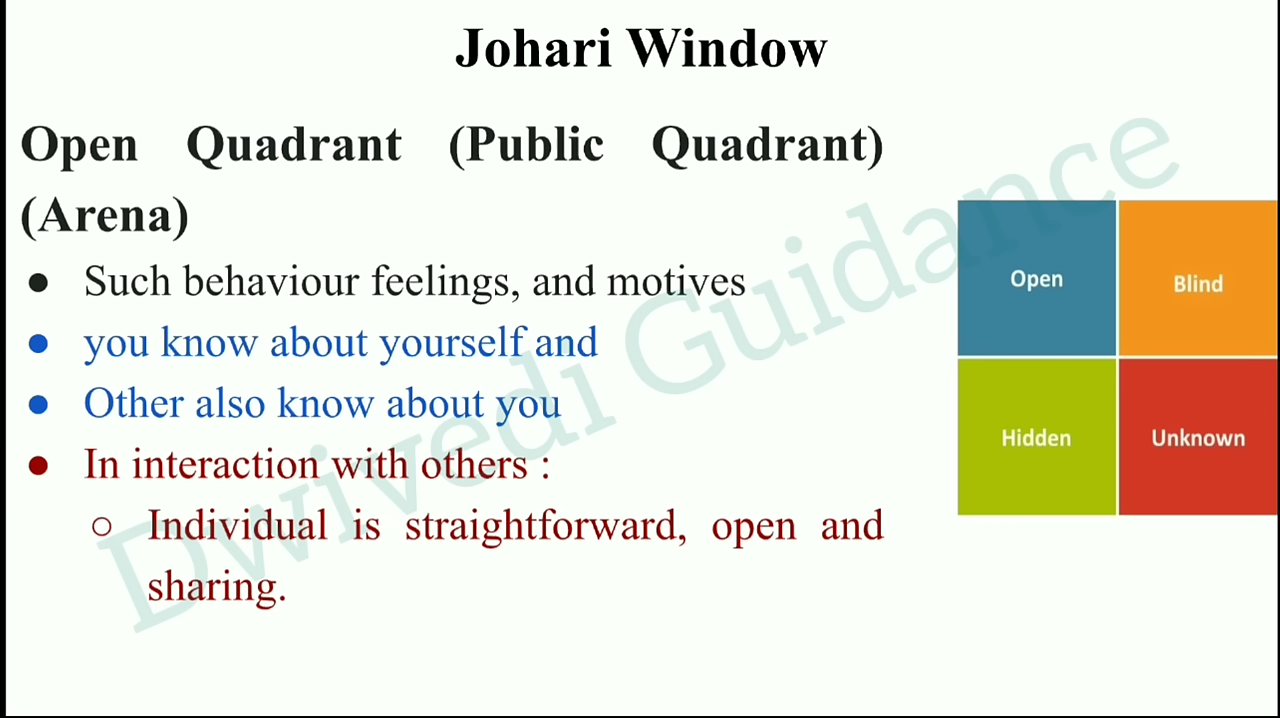 Johari Window
Open Quadrant (Public Quadrant)
(Arena)
● Such behaviour feelings, and motives
● you know about yourself and
● Other also know about you
● In interaction with others :
○ Individual is straightforward, open and
sharing.
Open
Blind
Hidden
Unknown
Dwivedi Guidance